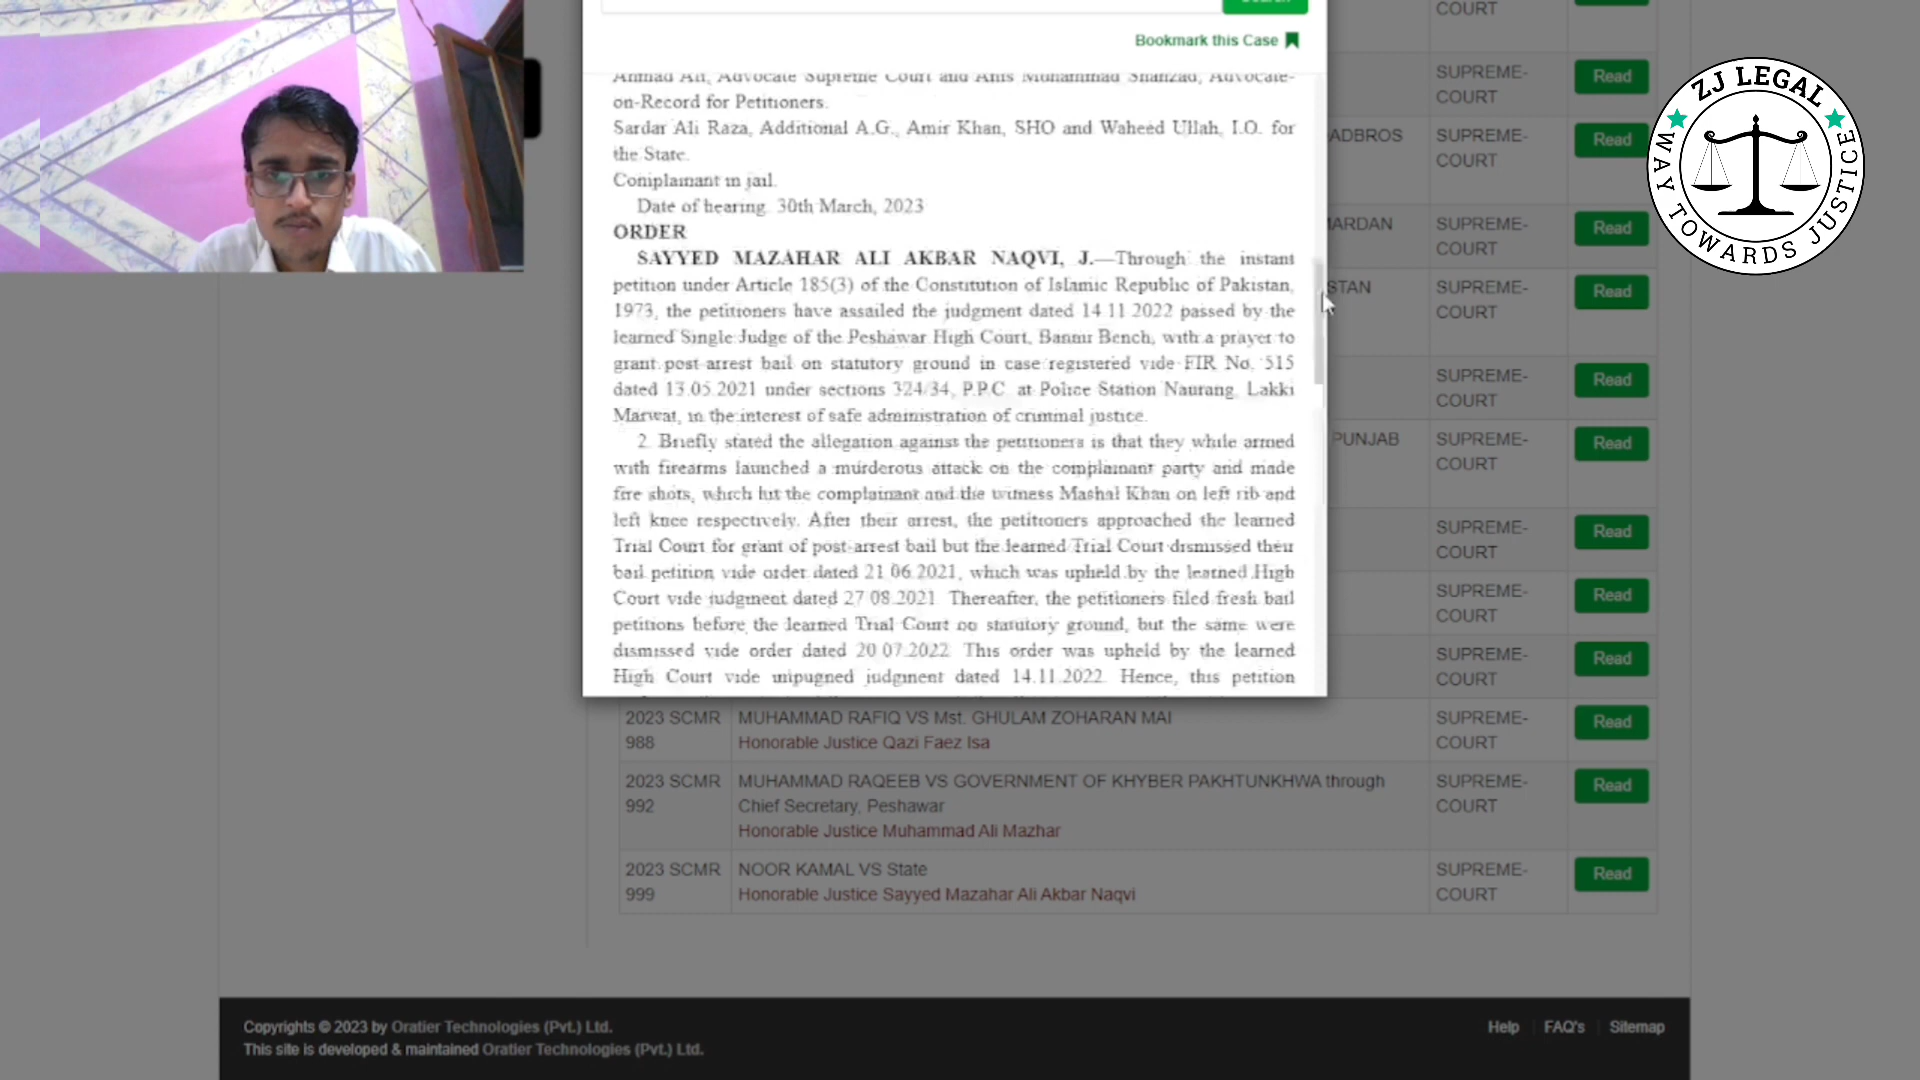 COURT
Bookmark this Case
Ahmad Ali, Advocate Supreme Court and Anis Muhammad Shahzad, Advocate-
on-Record for Petitioners.
Sardar Ali Raza, Additional A.G., Amir Khan, SHO and Waheed Ullah, I.O. for
the State.
Complainant in jail.
Date of hearing. 30th March, 2023
ORDER
SAYYED MAZAHAR ALI AKBAR NAQVI, J.—Through the instant
petition under Article 185(3) of the Constitution of Islamic Republic of Pakistan,
1973, the petitioners have assailed the judgment dated 14.11.2022 passed by the
learned Single Judge of the Peshawar High Court, Bannu Bench, with a prayer to
grant post-arrest bail on statutory ground in case registered vide FIR No. 515
dated 13.05.2021 under sections 324/34, P.P.C. at Police Station Naurang, Lakki
Marwat, in the interest of safe administration of criminal justice.
2. Briefly stated the allegation against the petitioners is that they while armed
with firearms launched a murderous attack on the complainant party and made
fire shots, which hit the complainant and the witness Mashal Khan on left rib and
left knee respectively. After their arrest, the petitioners approached the learned
Trial Court for grant of post-arrest bail but the learned Trial Court dismissed their
bail petition vide order dated 21.06.2021, which was upheld by the learned High
Court vide judgment dated 27.08.2021. Thereafter, the petitioners filed fresh bail
petitions before the learned Trial Court on statutory ground, but the same were
dismissed vide order dated 20.07.2022. This order was upheld by the learned
High Court vide impugned judgment dated 14.11.2022. Hence, this petition
SUPREME-
COURT
Read
ADBROS
SUPREME-
COURT
Read
MARDAN
SUPREME-
COURT
Read
STAN
SUPREME-
COURT
Read
SUPREME-
COURT
Read
PUNJAB
SUPREME-
COURT
Read
SUPREME-
COURT
Read
SUPREME-
COURT
Read
SUPREME-
COURT
Read
2023 SCMR
988
MUHAMMAD RAFIQ VS Mst. GHULAM ZOHARAN MAI
Honorable Justice Qazi Faez Isa
SUPREME-
COURT
Read
2023 SCMR
992
MUHAMMAD RAQEEB VS GOVERNMENT OF KHYBER PAKHTUNKHWA through
Chief Secretary, Peshawar
Honorable Justice Muhammad Ali Mazhar
SUPREME-
COURT
Read
2023 SCMR
999
NOOR KAMAL VS State
Honorable Justice Sayyed Mazahar Ali Akbar Naqvi
SUPREME-
COURT
Read
Copyrights © 2023 by Oratier Technologies (Pvt.) Ltd.
This site is developed & maintained Oratier Technologies (Pvt.) Ltd.
Help
FAQ's
Sitemap
ZJ LEGAL
WAY TOWARDS JUSTICE